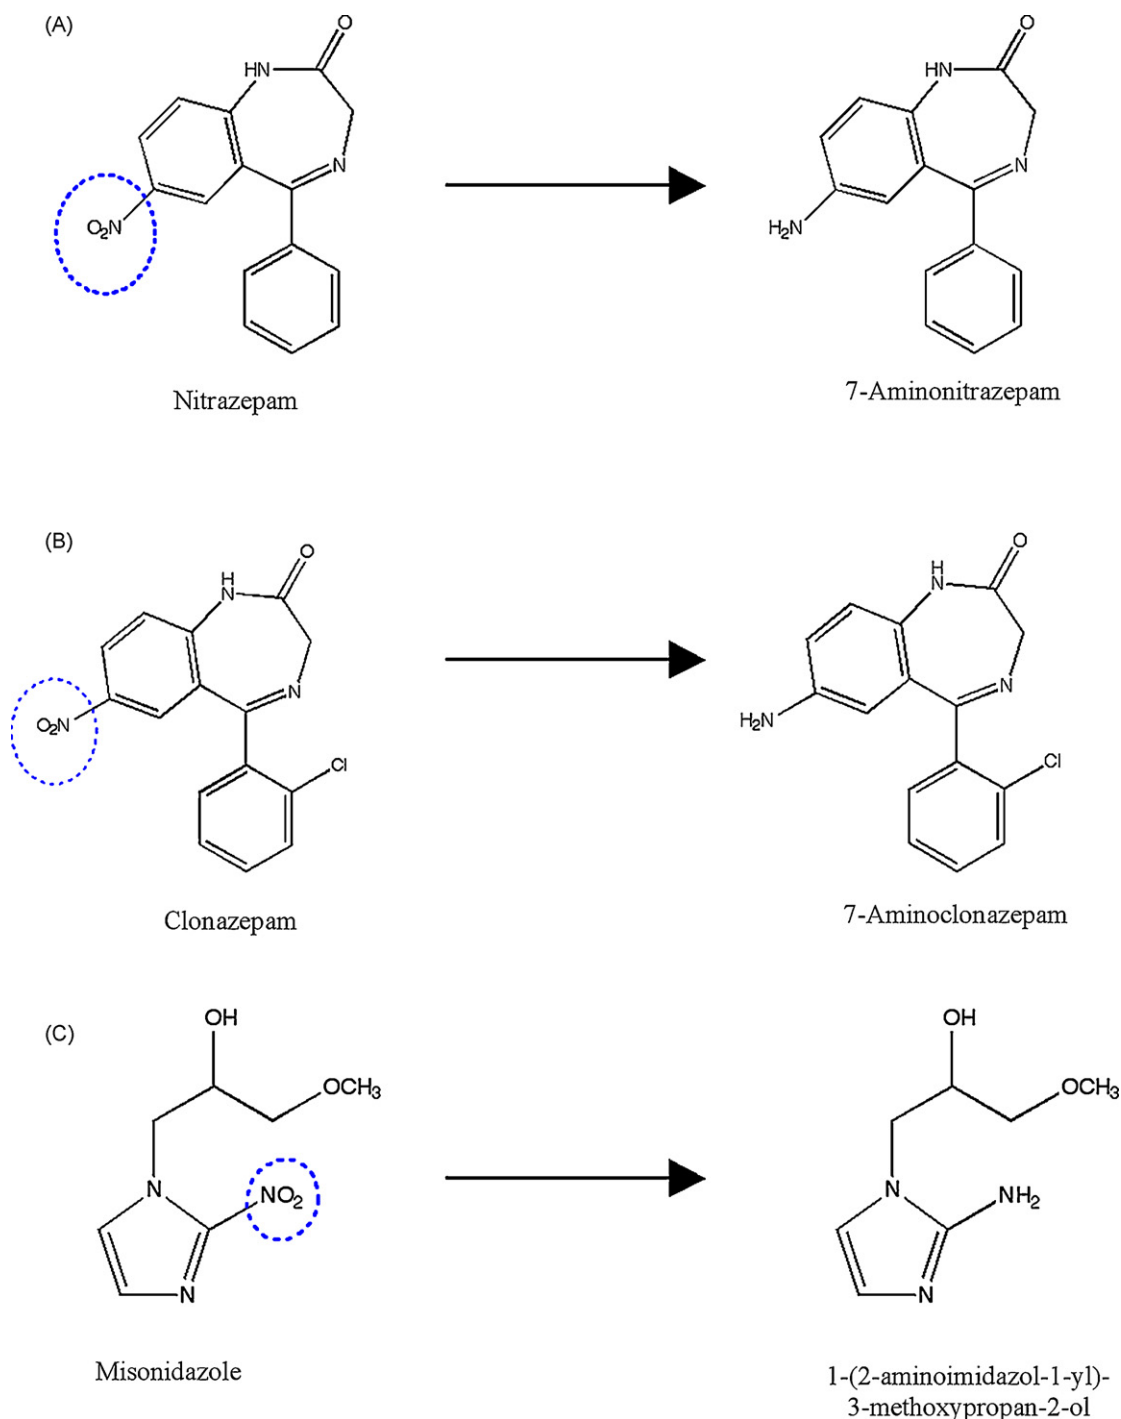 (A)
O
HN
N
O₂N
Nitrazepam
O
HN
N
H₂N
7-Aminonitrazepam
(B)
O
H
N
N
O₂N
Cl
Clonazepam
O
H
N
N
H₂N
Cl
7-Aminoclonazepam
(C)
OH
OCH₃
N
NO₂
N
Misonidazole
OH
OCH₃
N
NH₂
N
1-(2-aminoimidazol-1-yl)-
3-methoxypropan-2-ol